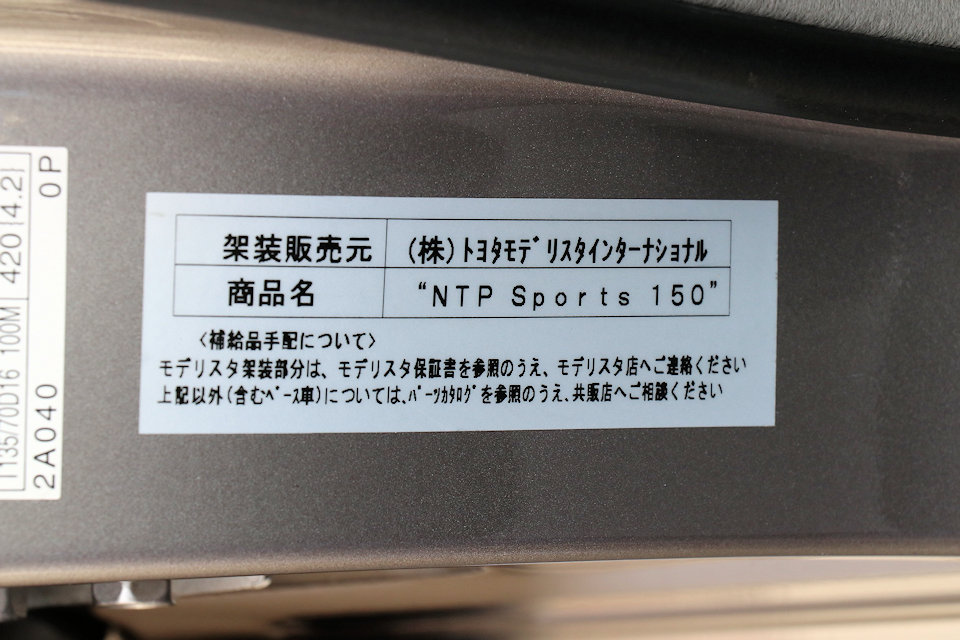 架装販売元 (株)トヨタモデリスタインターナショナル
商品名 “NTP Sports 150”
〈補給品手配について〉
モデリスタ架装部分は、モデリスタ保証書を参照のうえ、モデリスタ店へご連絡ください
上記以外(含むベース車)については、パーツカタログを参照のうえ、共販店へご相談ください
T135/70D16 100M 420{4.2}
2A040 0P